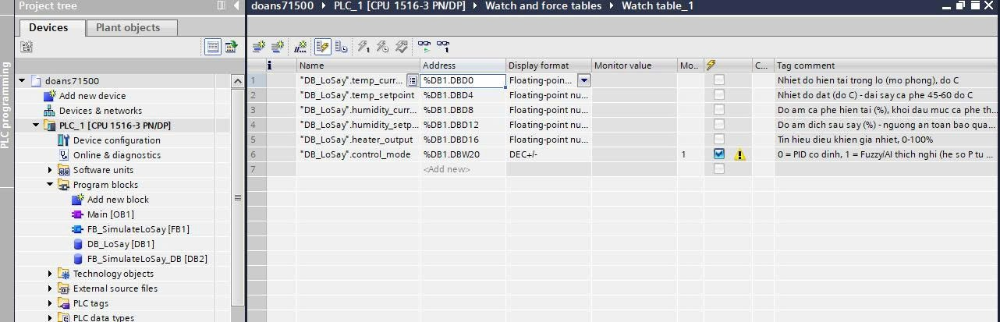 Project tree
doans71500 ▸ PLC_1 [CPU 1516-3 PN/DP] ▸ Watch and force tables ▸ Watch table_1
Devices
Plant objects
PLC programming
doans71500
Add new device
Devices & networks
PLC_1 [CPU 1516-3 PN/DP]
Device configuration
Online & diagnostics
Software units
Program blocks
Add new block
Main [OB1]
FB_SimulateLoSay [FB1]
DB_LoSay [DB1]
FB_SimulateLoSay_DB [DB2]
Technology objects
External source files
PLC tags
PLC data types
i Name Address Display format Monitor value Mo... C... Tag comment
1 "DB_LoSay".temp_curr... %DB1.DBD0 Floating-poin... Nhiet do hien tai trong lo (mo phong), do C
2 "DB_LoSay".temp_setpoint %DB1.DBD4 Floating-point nu... Nhiet do dat (do C) - dai say ca phe 45-60 do C
3 "DB_LoSay".humidity_curr... %DB1.DBD8 Floating-point nu... Do am ca phe hien tai (%), khoi dau muc ca phe th...
4 "DB_LoSay".humidity_setp... %DB1.DBD12 Floating-point nu... Do am dich sau say (%) - nguong an toan bao qua...
5 "DB_LoSay".heater_output %DB1.DBD16 Floating-point nu... Tin hieu dieu khien gia nhiet, 0-100%
6 "DB_LoSay".control_mode %DB1.DBW20 DEC+/- 1 0 = PID co dinh, 1 = Fuzzy/AI thich nghi (he so P tu ...
7 <Add new>